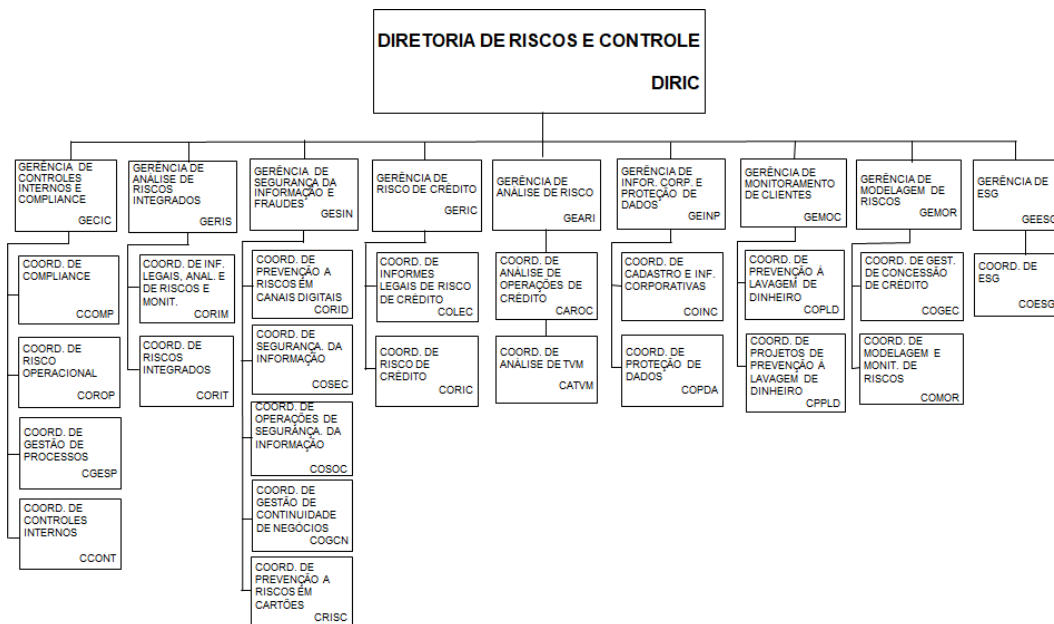 DIRETORIA DE RISCOS E CONTROLE
DIRIC
GERÊNCIA DE
CONTROLES
INTERNOS E
COMPLIANCE
GECIC
GERÊNCIA DE
ANÁLISE DE
RISCOS
INTEGRADOS
GERIS
GERÊNCIA DE
SEGURANÇA DA
INFORMAÇÃO E
FRAUDES
GESIN
GERÊNCIA DE
RISCO DE CRÉDITO
GERIC
GERÊNCIA DE
ANÁLISE DE RISCO
GEARI
GERÊNCIA DE
INFOR. CORP. E
PROTEÇÃO DE
DADOS
GEINP
GERÊNCIA DE
MONITORAMENTO
DE CLIENTES
GEMOC
GERÊNCIA DE
MODELAGEM DE
RISCOS
GEMOR
GERÊNCIA DE
ESG
GEESG
COORD. DE
COMPLIANCE
CCOMP
COORD. DE INF.
LEGAIS, ANAL. E
DE RISCOS E
MONIT.
CORIM
COORD. DE
PREVENÇÃO A
RISCOS EM
CANAIS DIGITAIS
CORID
COORD. DE
INFORMES
LEGAIS DE RISCO
DE CRÉDITO
COLEC
COORD. DE
ANÁLISE DE
OPERAÇÕES DE
CRÉDITO
CAROC
COORD. DE
CADASTRO E INF.
CORPORATIVAS
COINC
COORD. DE
PREVENÇÃO À
LAVAGEM DE
DINHEIRO
COPLD
COORD. DE GEST.
DE CONCESSÃO
DE CRÉDITO
COGEC
COORD. DE
ESG
COESG
COORD. DE
RISCO
OPERACIONAL
COROP
COORD. DE
RISCOS
INTEGRADOS
CORIT
COORD. DE
SEGURANÇA. DA
INFORMAÇÃO
COSEC
COORD. DE
RISCO DE
CRÉDITO
CORIC
COORD. DE
ANÁLISE DE TVM
CATVM
COORD. DE
PROTEÇÃO DE
DADOS
COPDA
COORD. DE
PROJETOS DE
PREVENÇÃO À
LAVAGEM DE
DINHEIRO
CPPLD
COORD. DE
MODELAGEM E
MONIT. DE
RISCOS
COMOR
COORD. DE
GESTÃO DE
PROCESSOS
CGESP
COORD. DE
OPERAÇÕES DE
SEGURANÇA. DA
INFORMAÇÃO
COSOC
COORD. DE
CONTROLES
INTERNOS
CCONT
COORD. DE
GESTÃO DE
CONTINUIDADE
DE NEGÓCIOS
COGCN
COORD. DE
PREVENÇÃO A
RISCOS EM
CARTÕES
CRISC